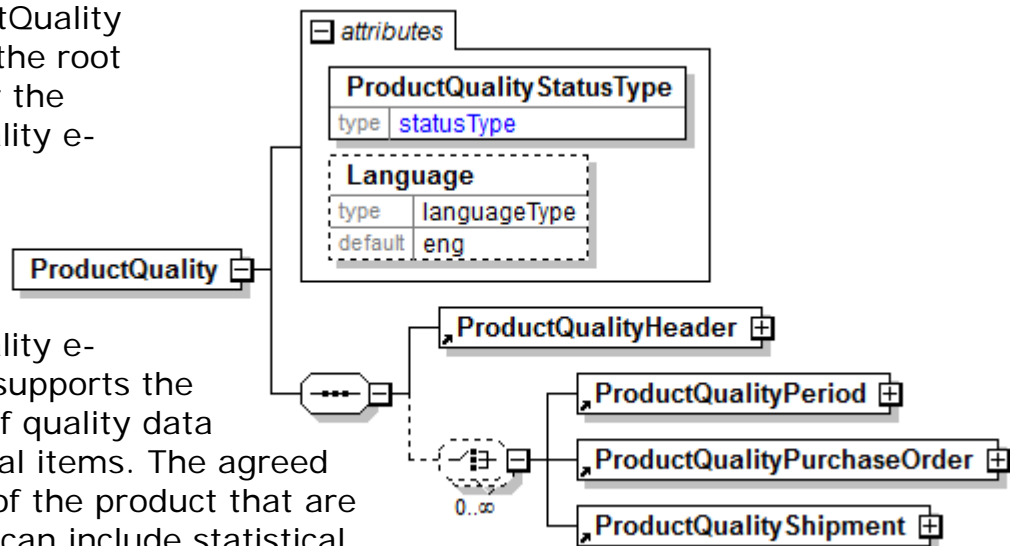 tQuality
the root
the
lity e-
attributes
ProductQualityStatusType
type statusType
Language
type languageType
default eng
ProductQuality
lity e-
supports the
f quality data
al items. The agreed
of the product that are
can include statistical
ProductQualityHeader
ProductQualityPeriod
ProductQualityPurchaseOrder
0..∞
ProductQualityShipment